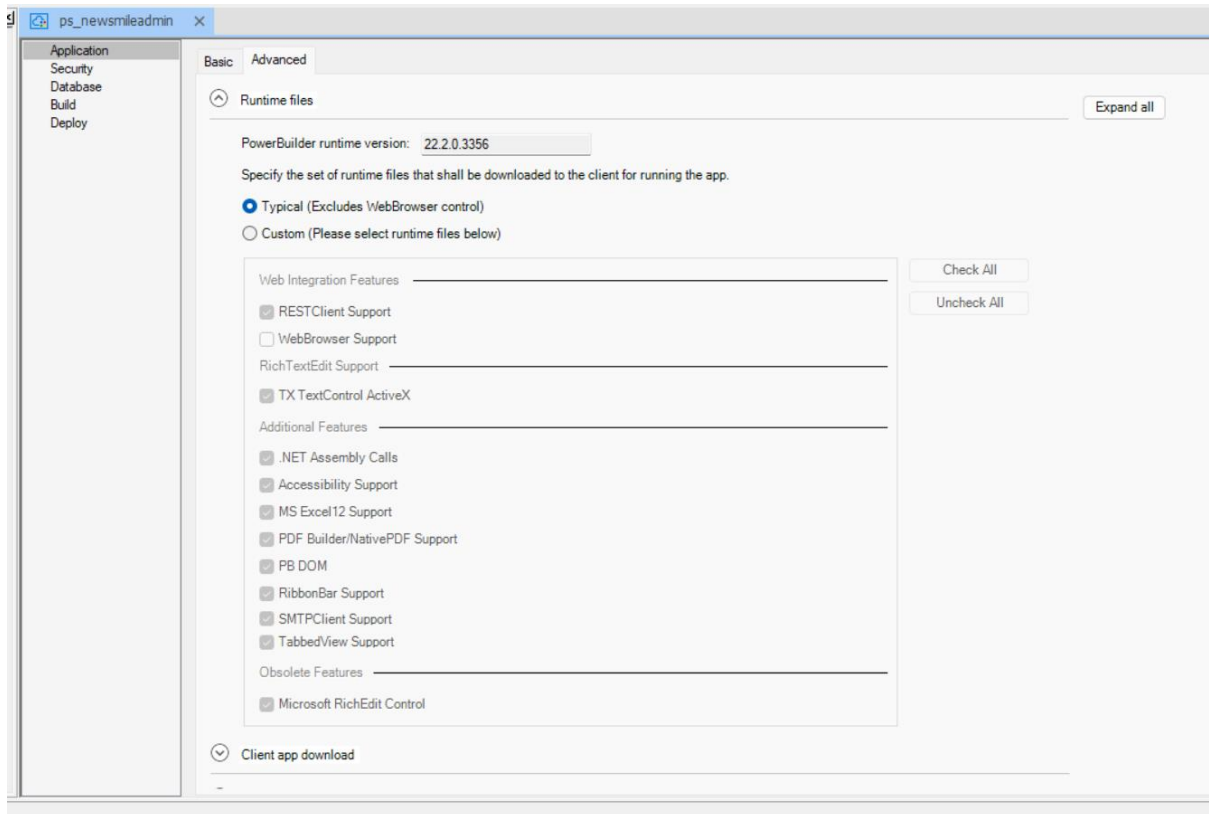 ps_newsmileadmin
Application
Security
Database
Build
Deploy
Basic Advanced
Runtime files
Expand all
PowerBuilder runtime version: 22.2.0.3356
Specify the set of runtime files that shall be downloaded to the client for running the app.
Typical (Excludes WebBrowser control)
Custom (Please select runtime files below)
Check All
Uncheck All
Web Integration Features
RESTClient Support
WebBrowser Support
RichTextEdit Support
TX TextControl ActiveX
Additional Features
.NET Assembly Calls
Accessibility Support
MS Excel12 Support
PDF Builder/NativePDF Support
PB DOM
RibbonBar Support
SMTPClient Support
TabbedView Support
Obsolete Features
Microsoft RichEdit Control
Client app download